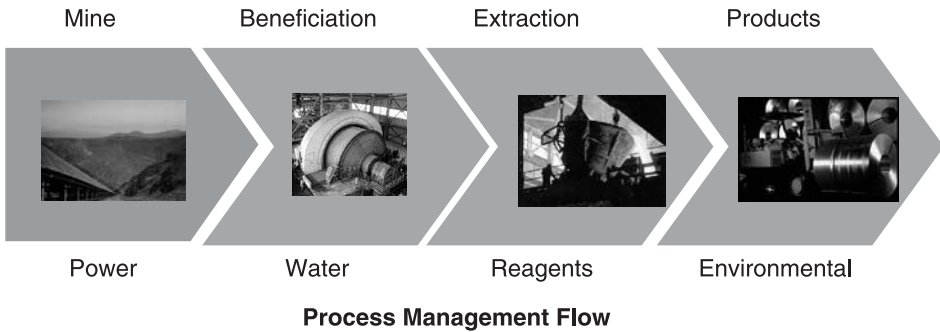 Mine Beneficiation Extraction Products
Power Water Reagents Environmental
Process Management Flow